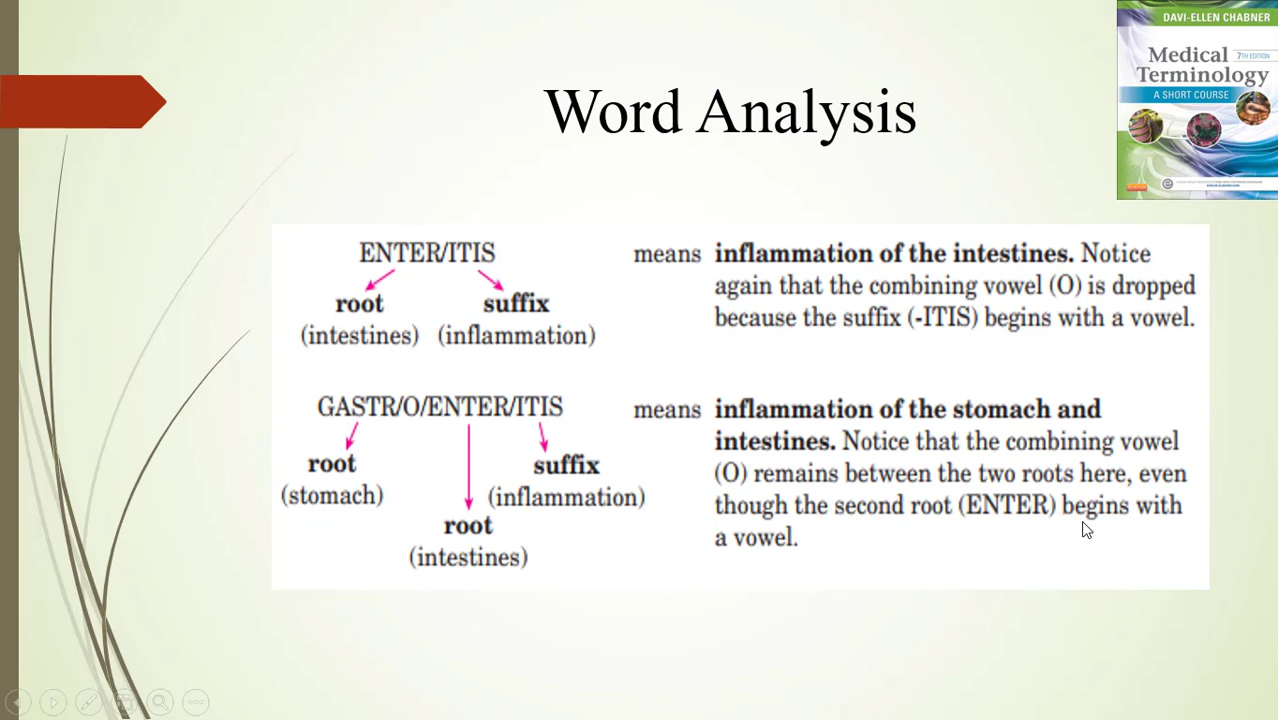 DAVI-ELLEN CHABNER
Medical 7TH EDITION
Terminology
A SHORT COURSE
Word Analysis
ENTER/ITIS means inflammation of the intestines. Notice
again that the combining vowel (O) is dropped
because the suffix (-ITIS) begins with a vowel.
root suffix
(intestines) (inflammation)
GASTR/O/ENTER/ITIS means inflammation of the stomach and
intestines. Notice that the combining vowel
(O) remains between the two roots here, even
though the second root (ENTER) begins with
a vowel.
root suffix
(stomach) (inflammation)
root
(intestines)